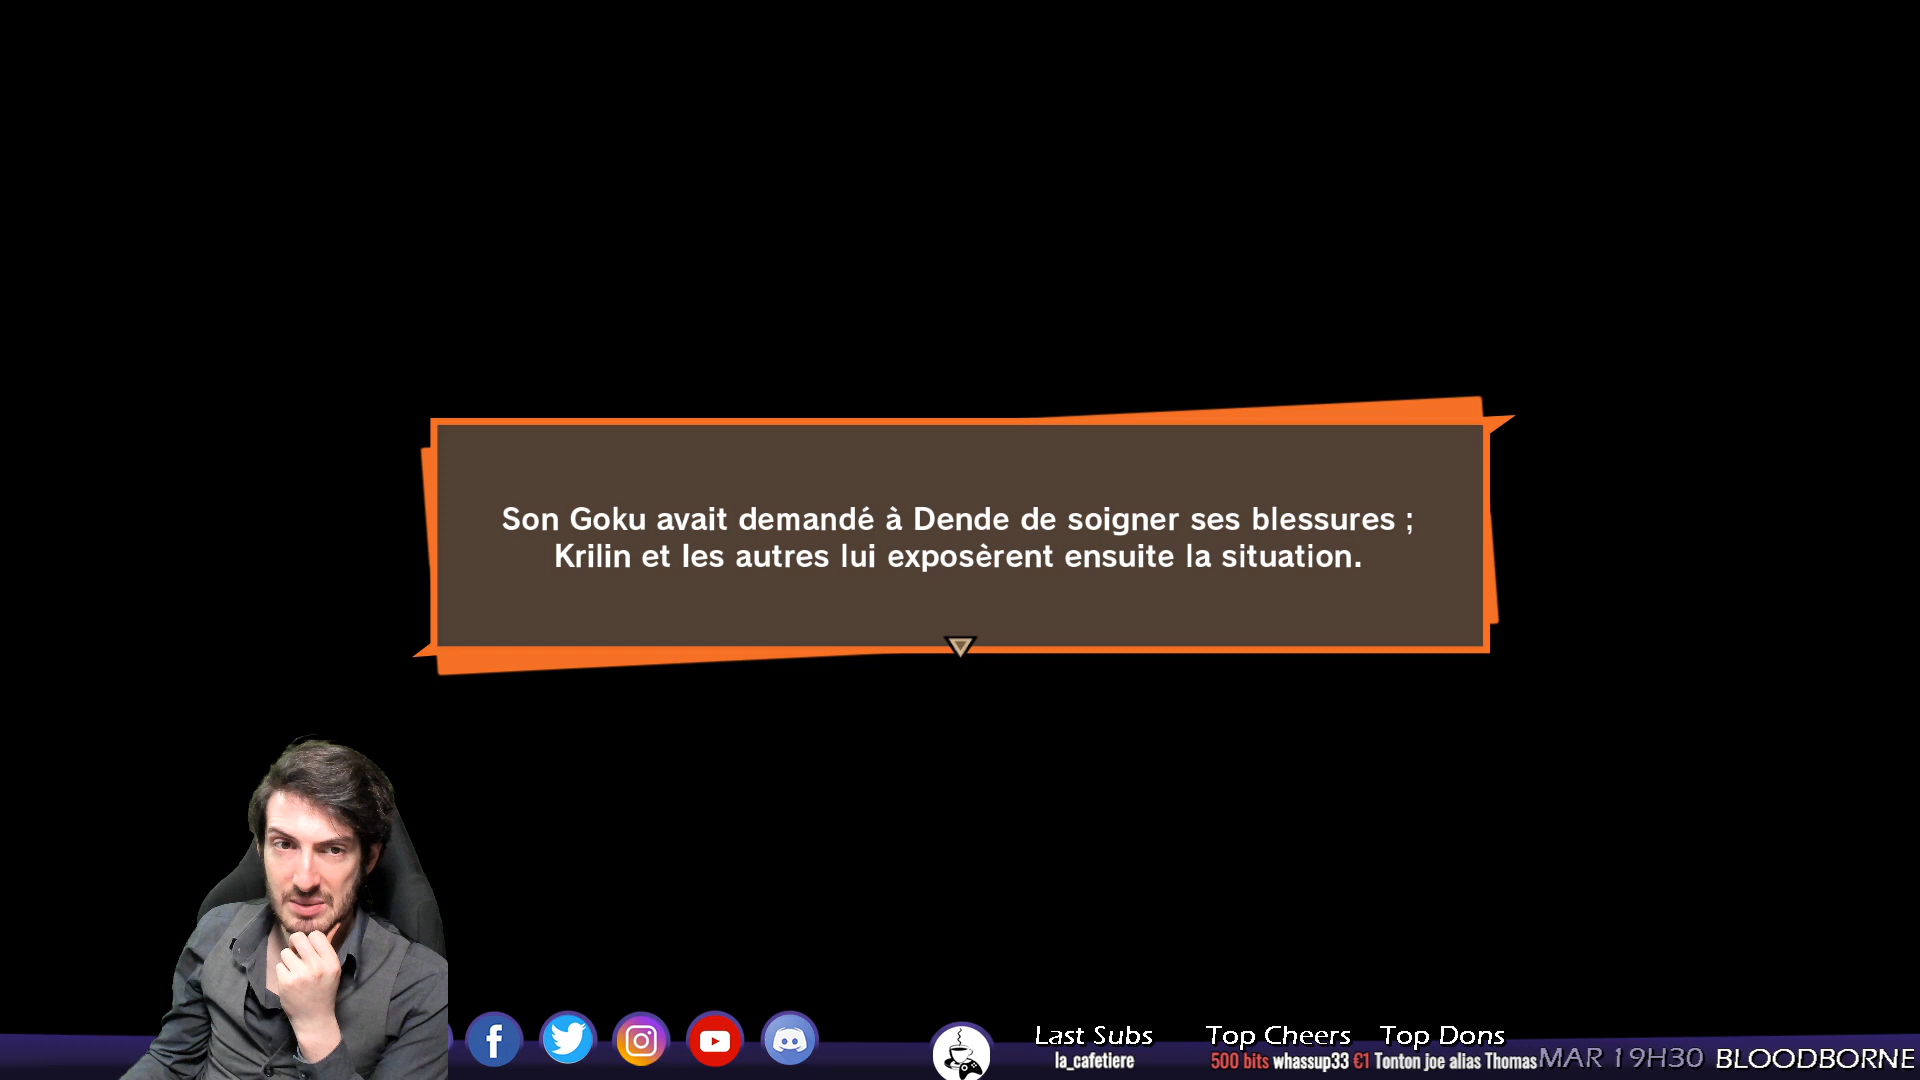 Son Goku avait demandé à Dende de soigner ses blessures ;
Krilin et les autres lui exposèrent ensuite la situation.
Last Subs
la_cafetiere
Top Cheers
500 bits whassup33
Top Dons
€1 Tonton joe alias Thomas
MAR 19H30 BLOODBORNE